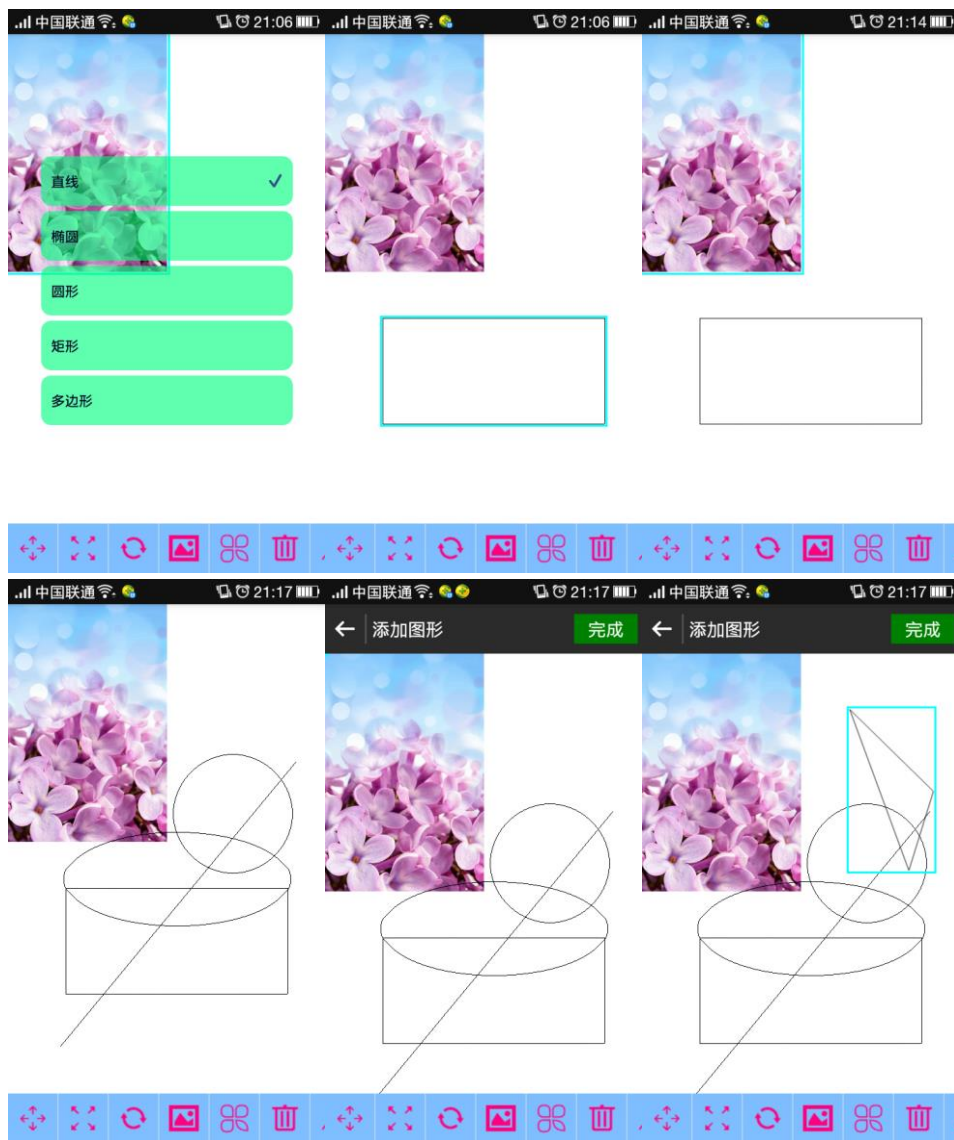 中国联通 21:06
直线
椭圆
圆形
矩形
多边形
中国联通 21:06
中国联通 21:14
中国联通 21:17
中国联通 21:17
添加图形 完成
中国联通 21:17
添加图形 完成